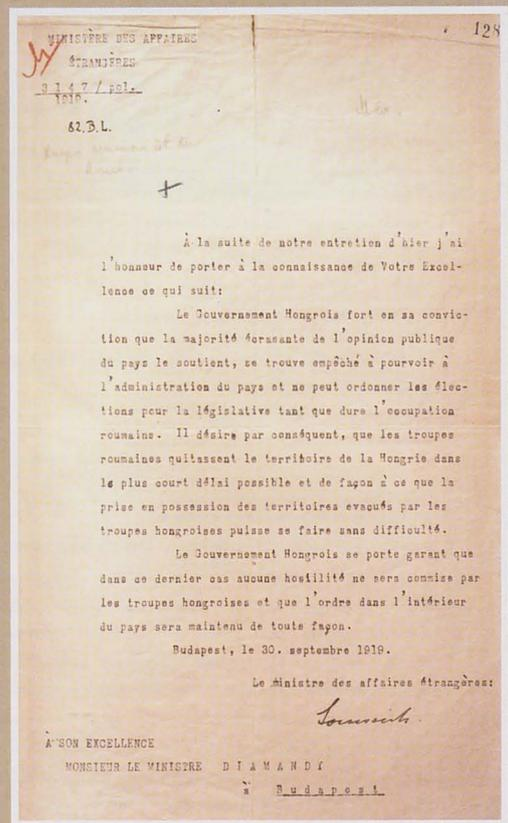 128
MINISTÈRE DES AFFAIRES
ÉTRANGÈRES
3147/pol.
1919.
82.B.L.
À la suite de notre entretien d'hier j'ai
l'honneur de porter à la connaissance de Votre Excel-
lence ce qui suit:
Le Gouvernement Hongrois fort en sa convic-
tion que la majorité écrasante de l'opinion publique
du pays le soutient, se trouve empêché à pourvoir à
l'administration du pays et ne peut ordonner les élec-
tions pour la législative tant que dure l'occupation
roumaine. Il désire par conséquent, que les troupes
roumaines quitassent le territoire de la Hongrie dans
le plus court délai possible et de façon à ce que la
prise en possession des territoires evacués par les
troupes hongroises puisse se faire sans difficulté.
Le Gouvernement Hongrois se porte garant que
dans ce dernier cas aucune hostilité ne sera commise par
les troupes hongroises et que l'ordre dans l'intérieur
du pays sera maintenu de toute façon.
Budapest, le 30. septembre 1919.
Le ministre des affaires étrangères:
À SON EXCELLENCE
MONSIEUR LE MINISTRE DIAMANDY
à Budapest